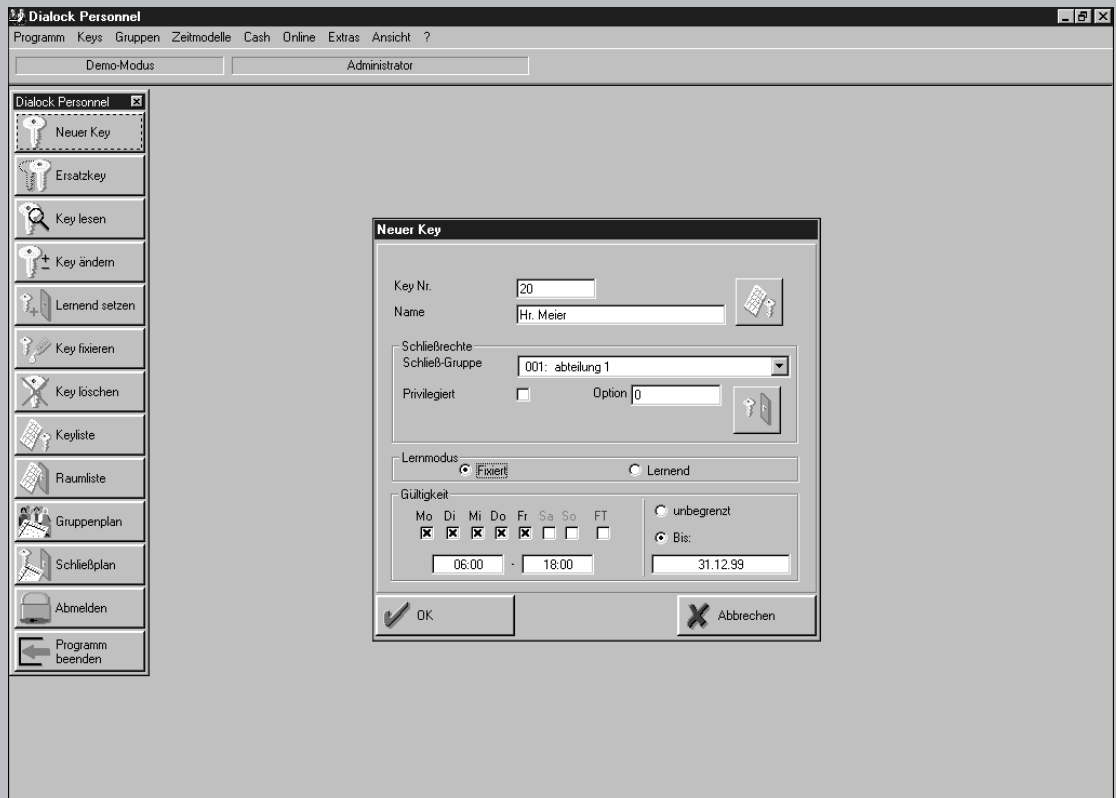 Dialock Personnel
Programm Keys Gruppen Zeitmodelle Cash Online Extras Ansicht ?
Demo-Modus Administrator
Dialock Personnel
Neuer Key
Ersatzkey
Key lesen
Key ändern
Lernend setzen
Key fixieren
Key löschen
Keyliste
Raumliste
Gruppenplan
Schließplan
Abmelden
Programm
beenden
Neuer Key
Key Nr. 20
Name Hr. Meier
Schließrechte
Schließ-Gruppe 001: abteilung 1
Privilegiert Option 0
Lernmodus
Fixiert Lernend
Gültigkeit
Mo Di Mi Do Fr Sa So FT
06:00 - 18:00
unbegrenzt
Bis:
31.12.99
OK Abbrechen